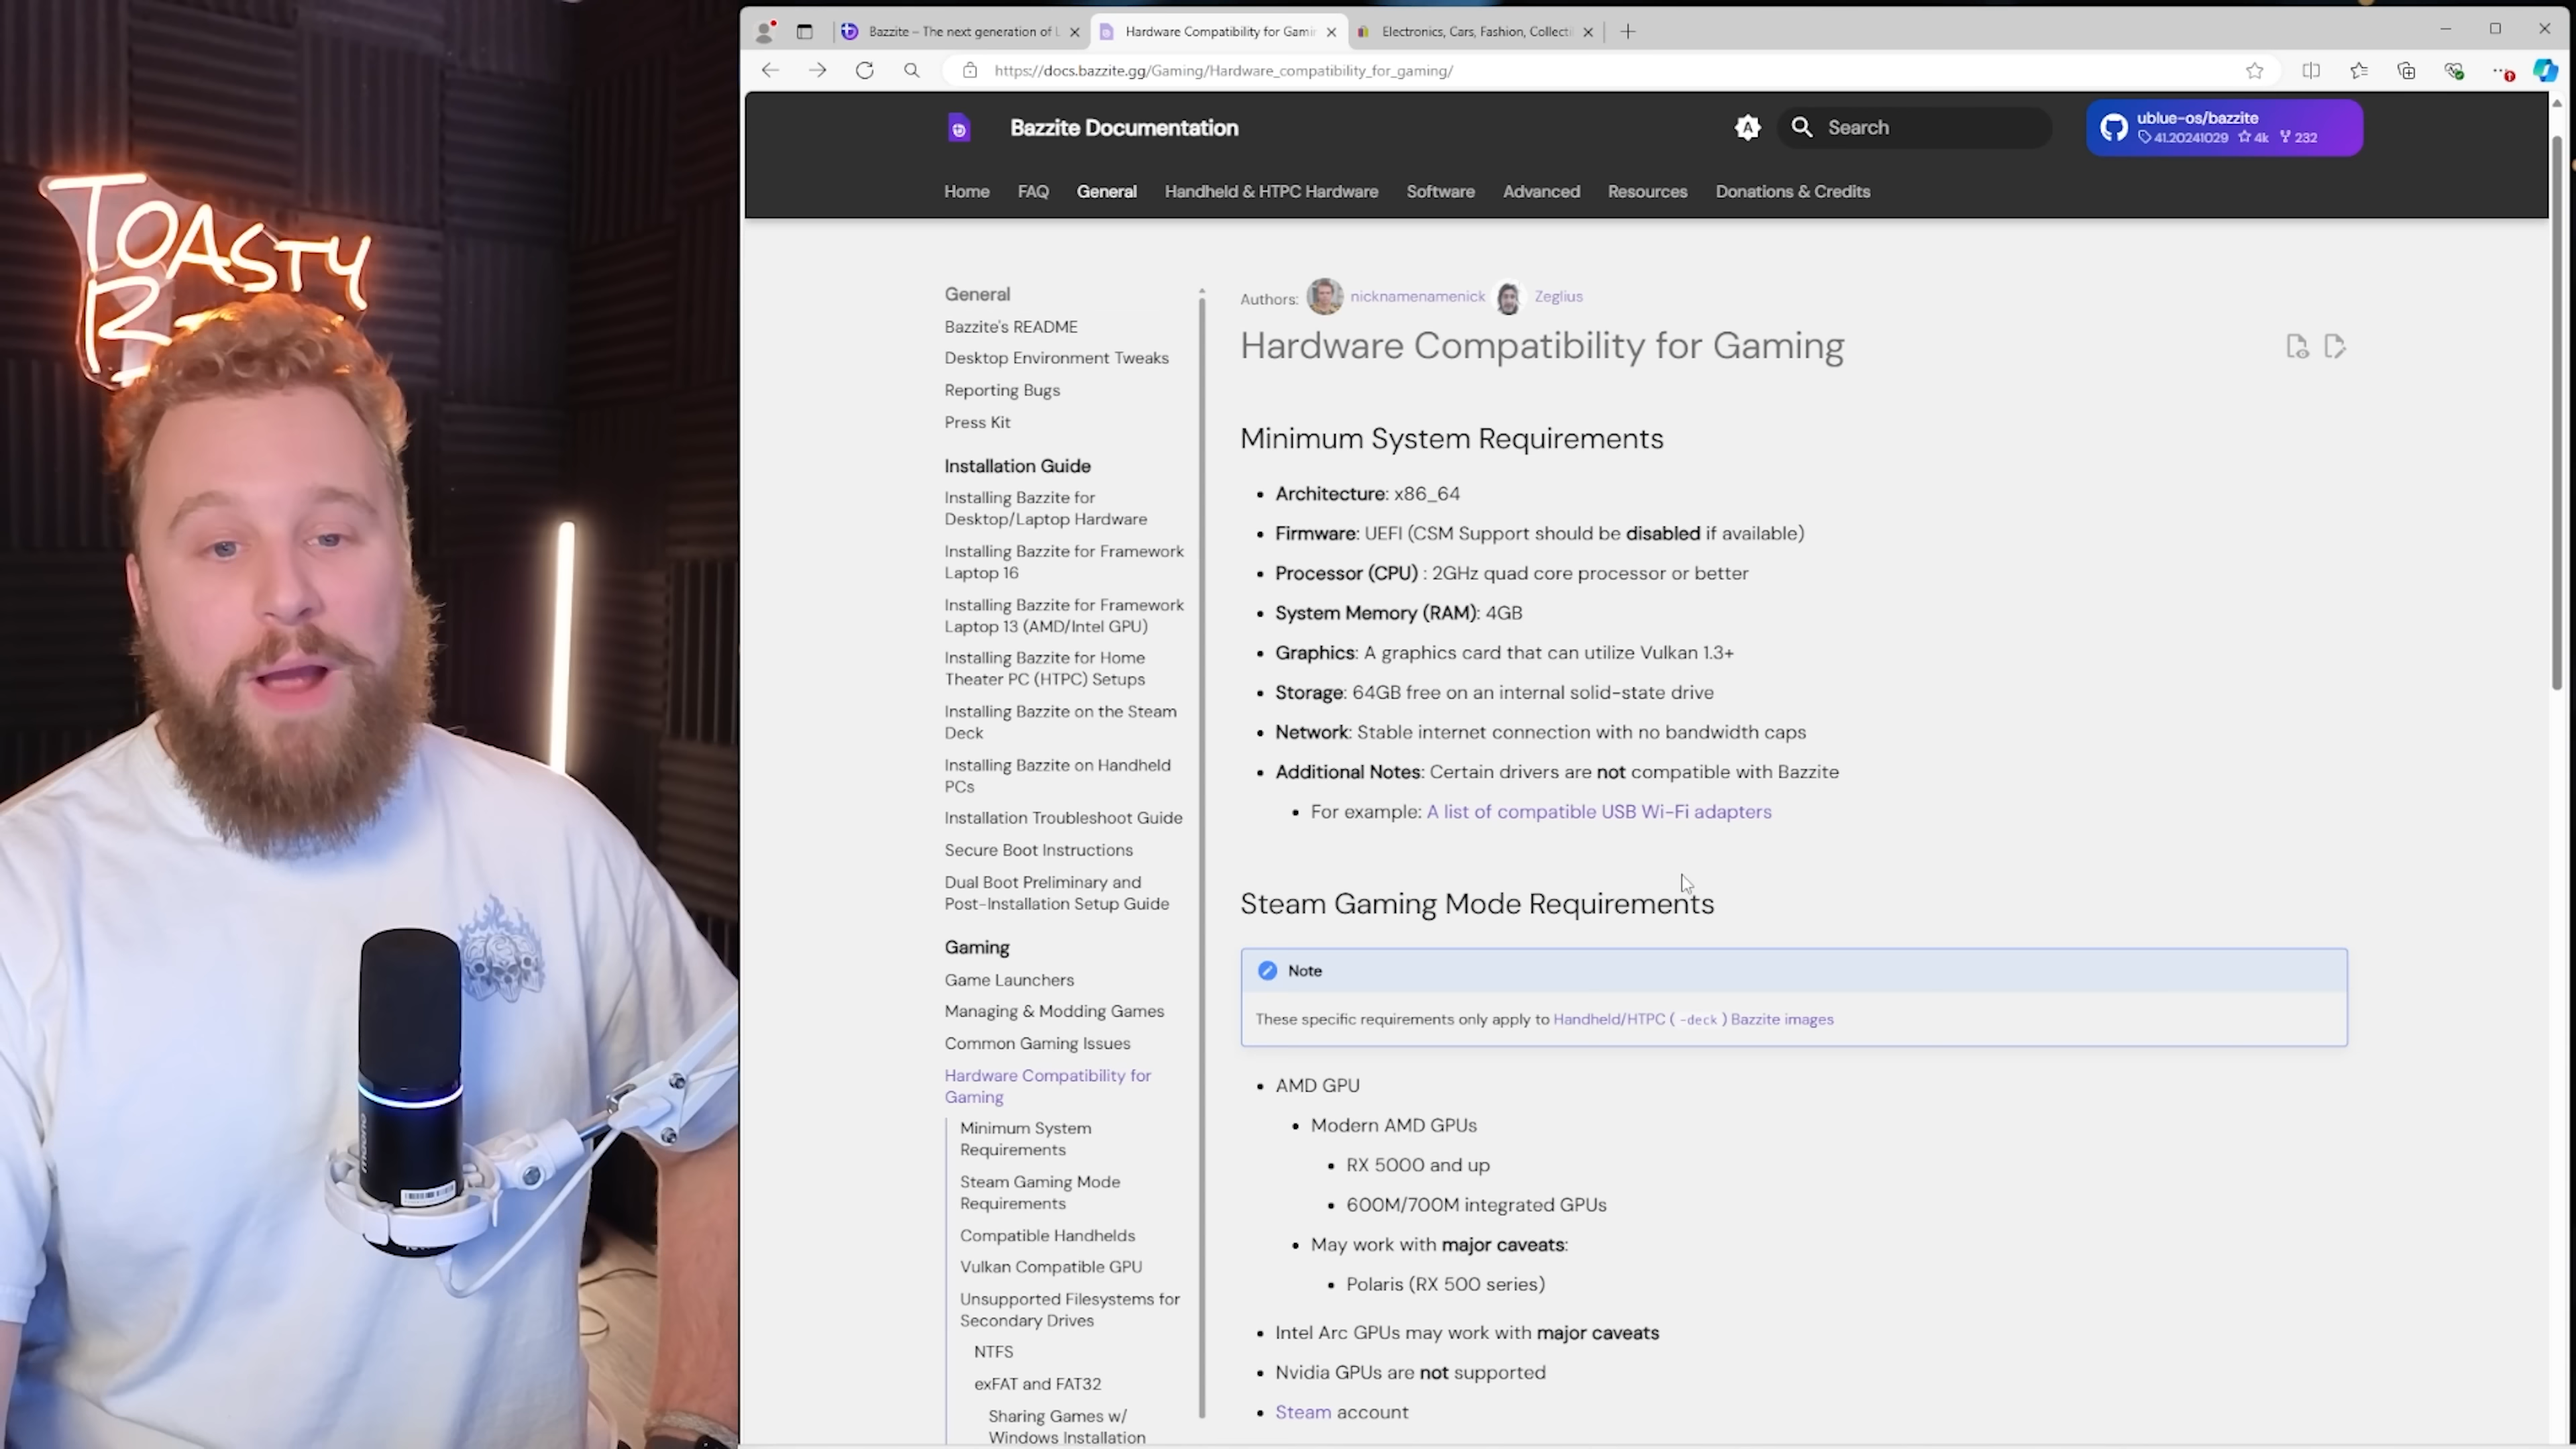 TOASTY
Bazzite – The next generation of L
Hardware Compatibility for Gamin
Electronics, Cars, Fashion, Collecti
https://docs.bazzite.gg/Gaming/Hardware_compatibility_for_gaming/
Bazzite Documentation
Search
ublue-os/bazzite
41.20241029 4k 232
Home FAQ General Handheld & HTPC Hardware Software Advanced Resources Donations & Credits
General
Bazzite's README
Desktop Environment Tweaks
Reporting Bugs
Press Kit
Installation Guide
Installing Bazzite for
Desktop/Laptop Hardware
Installing Bazzite for Framework
Laptop 16
Installing Bazzite for Framework
Laptop 13 (AMD/Intel GPU)
Installing Bazzite for Home
Theater PC (HTPC) Setups
Installing Bazzite on the Steam
Deck
Installing Bazzite on Handheld
PCs
Installation Troubleshoot Guide
Secure Boot Instructions
Dual Boot Preliminary and
Post-Installation Setup Guide
Gaming
Game Launchers
Managing & Modding Games
Common Gaming Issues
Hardware Compatibility for
Gaming
Minimum System
Requirements
Steam Gaming Mode
Requirements
Compatible Handhelds
Vulkan Compatible GPU
Unsupported Filesystems for
Secondary Drives
NTFS
exFAT and FAT32
Sharing Games w/
Windows Installation
Authors: nicknamenamenick Zeglius
Hardware Compatibility for Gaming
Minimum System Requirements
• Architecture: x86_64
• Firmware: UEFI (CSM Support should be disabled if available)
• Processor (CPU) : 2GHz quad core processor or better
• System Memory (RAM): 4GB
• Graphics: A graphics card that can utilize Vulkan 1.3+
• Storage: 64GB free on an internal solid-state drive
• Network: Stable internet connection with no bandwidth caps
• Additional Notes: Certain drivers are not compatible with Bazzite
• For example: A list of compatible USB Wi-Fi adapters
Steam Gaming Mode Requirements
Note
These specific requirements only apply to Handheld/HTPC ( -deck ) Bazzite images
• AMD GPU
• Modern AMD GPUs
• RX 5000 and up
• 600M/700M integrated GPUs
• May work with major caveats:
• Polaris (RX 500 series)
• Intel Arc GPUs may work with major caveats
• Nvidia GPUs are not supported
• Steam account